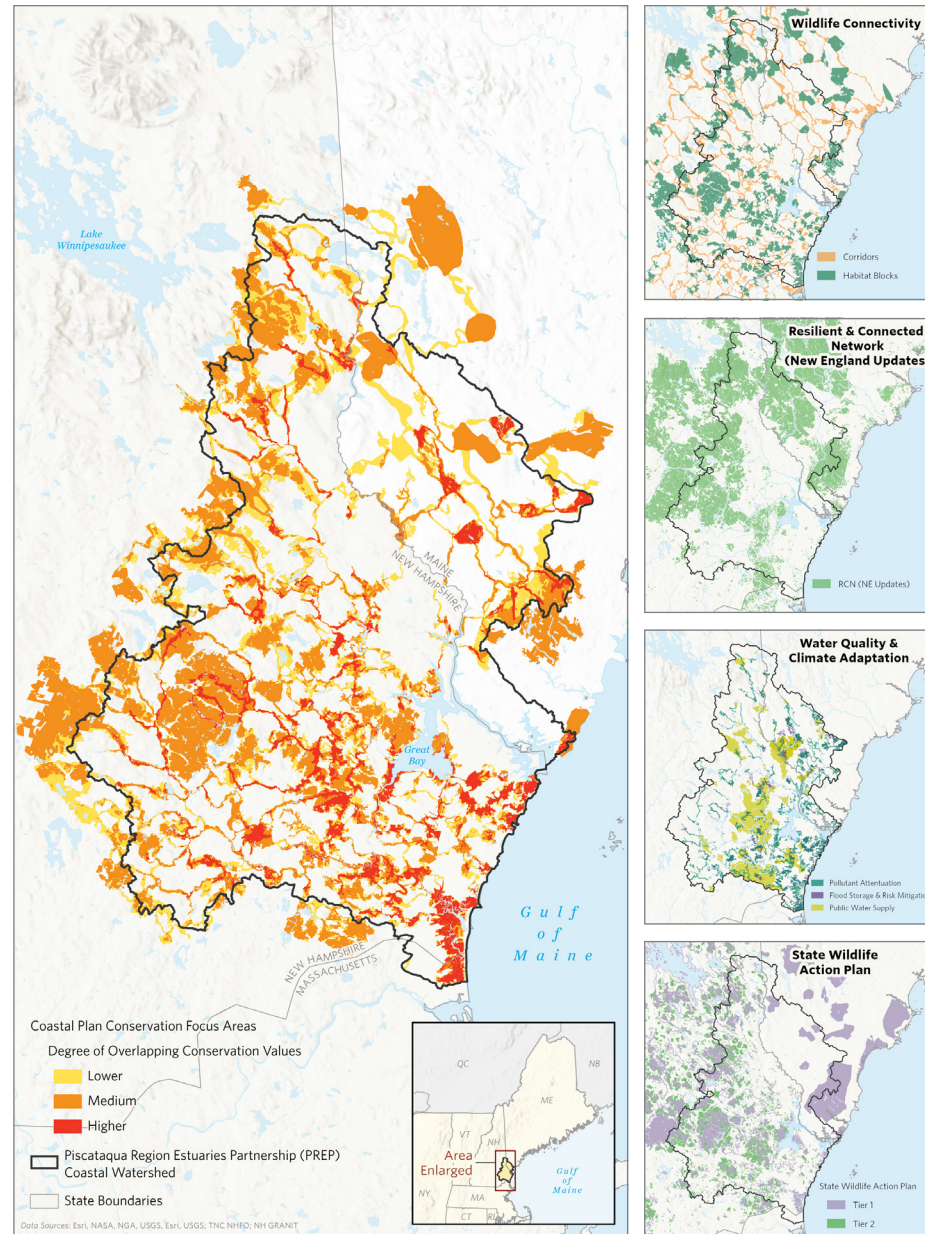 Lake
Winnipesaukee
MAINE
NEW HAMPSHIRE
Great
Bay
Gulf
of
Maine
NEW HAMPSHIRE
MASSACHUSETTS
Coastal Plan Conservation Focus Areas
Degree of Overlapping Conservation Values
Lower
Medium
Higher
Piscataqua Region Estuaries Partnership (PREP)
Coastal Watershed
State Boundaries
Data Sources: Esri, NASA, NGA, USGS, Esri, USGS; TNC NHFO; NH GRANIT
QC
NB
ME
VT
NH
Area
Enlarged
NY
MA
CT
RI
Gulf
of
Maine
Wildlife Connectivity
Corridors
Habitat Blocks
Resilient & Connected
Network
(New England Updates
RCN (NE Updates)
Water Quality &
Climate Adaptation
Pollutant Attentuation
Flood Storage & Risk Mitigation
Public Water Supply
State Wildlife
Action Plan
State Wildlife Action Plan
Tier 1
Tier 2